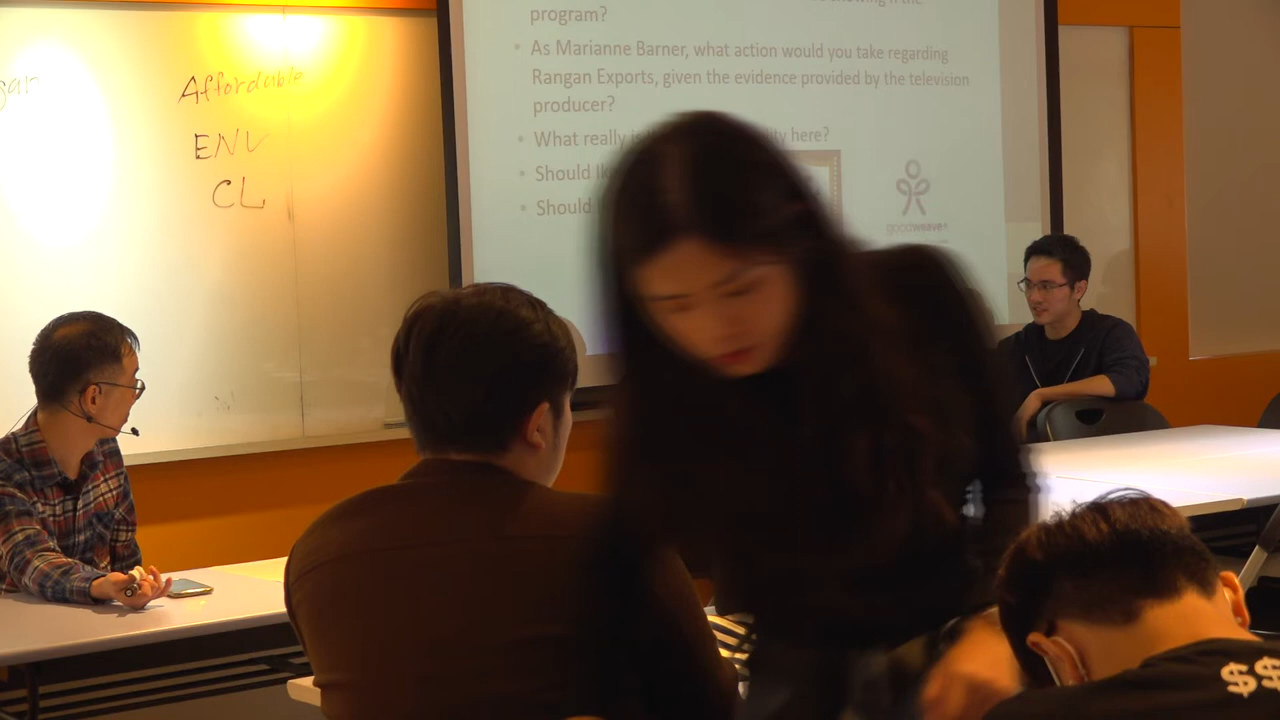 program?
• As Marianne Barner, what action would you take regarding
Rangan Exports, given the evidence provided by the television
producer?
• What really is here?
• Should
• Should
goodweave
Affordable
ENV
CL
$$